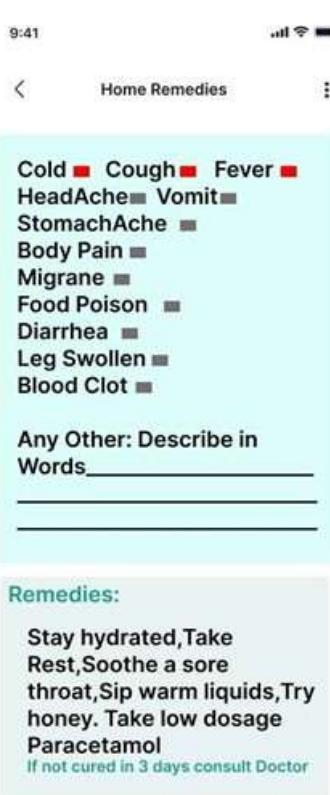 9:41
Home Remedies
Cold Cough Fever
HeadAche Vomit
StomachAche
Body Pain
Migrane
Food Poison
Diarrhea
Leg Swollen
Blood Clot
Any Other: Describe in
Words
Remedies:
Stay hydrated,Take
Rest,Soothe a sore
throat,Sip warm liquids,Try
honey. Take low dosage
Paracetamol
If not cured in 3 days consult Doctor